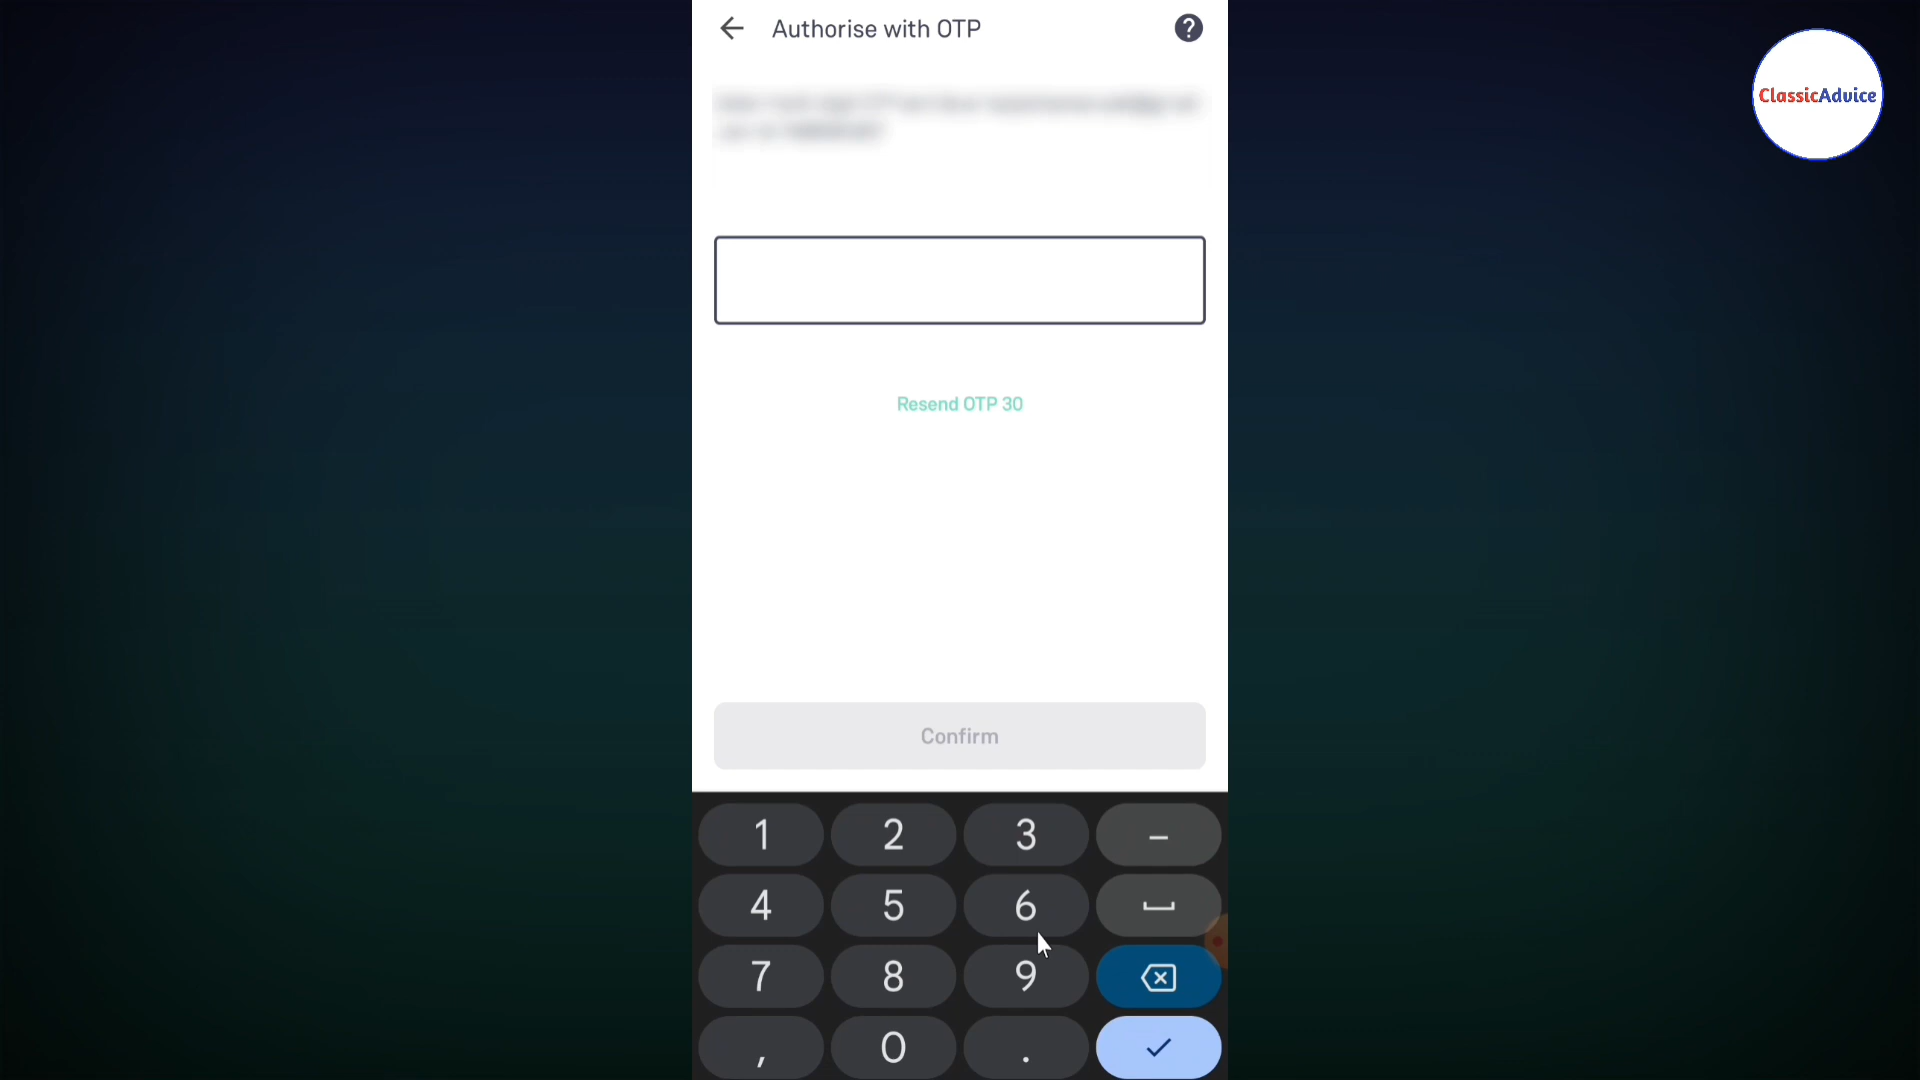 Authorise with OTP
?
ClassicAdvice
Resend OTP 30
Confirm
1 2 3 –
4 5 6
7 8 9
, 0 .